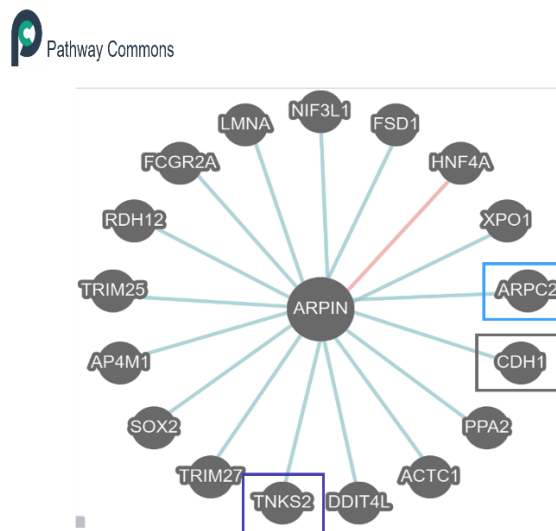 Pathway Commons
NIF3L1
LMNA
FSD1
FCGR2A
HNF4A
RDH12
XPO1
TRIM25
ARPC2
ARPIN
AP4M1
CDH1
SOX2
PPA2
TRIM27
ACTC1
TNKS2
DDIT4L